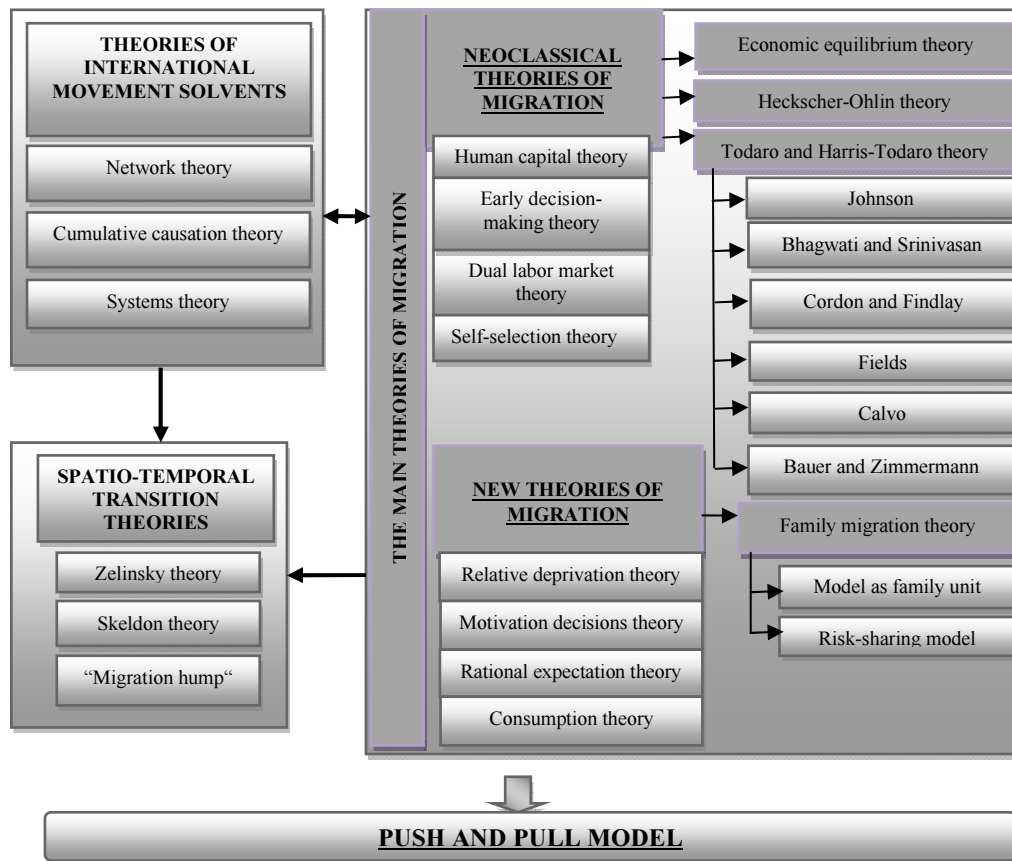 THEORIES OF
INTERNATIONAL
MOVEMENT SOLVENTS
Network theory
Cumulative causation theory
Systems theory
SPATIO-TEMPORAL
TRANSITION
THEORIES
Zelinsky theory
Skeldon theory
“Migration hump“
THE MAIN THEORIES OF MIGRATION
NEOCLASSICAL
THEORIES OF
MIGRATION
Human capital theory
Early decision-
making theory
Dual labor market
theory
Self-selection theory
Economic equilibrium theory
Heckscher-Ohlin theory
Todaro and Harris-Todaro theory
Johnson
Bhagwati and Srinivasan
Cordon and Findlay
Fields
Calvo
Bauer and Zimmermann
NEW THEORIES OF
MIGRATION
Relative deprivation theory
Motivation decisions theory
Rational expectation theory
Consumption theory
Family migration theory
Model as family unit
Risk-sharing model
PUSH AND PULL MODEL